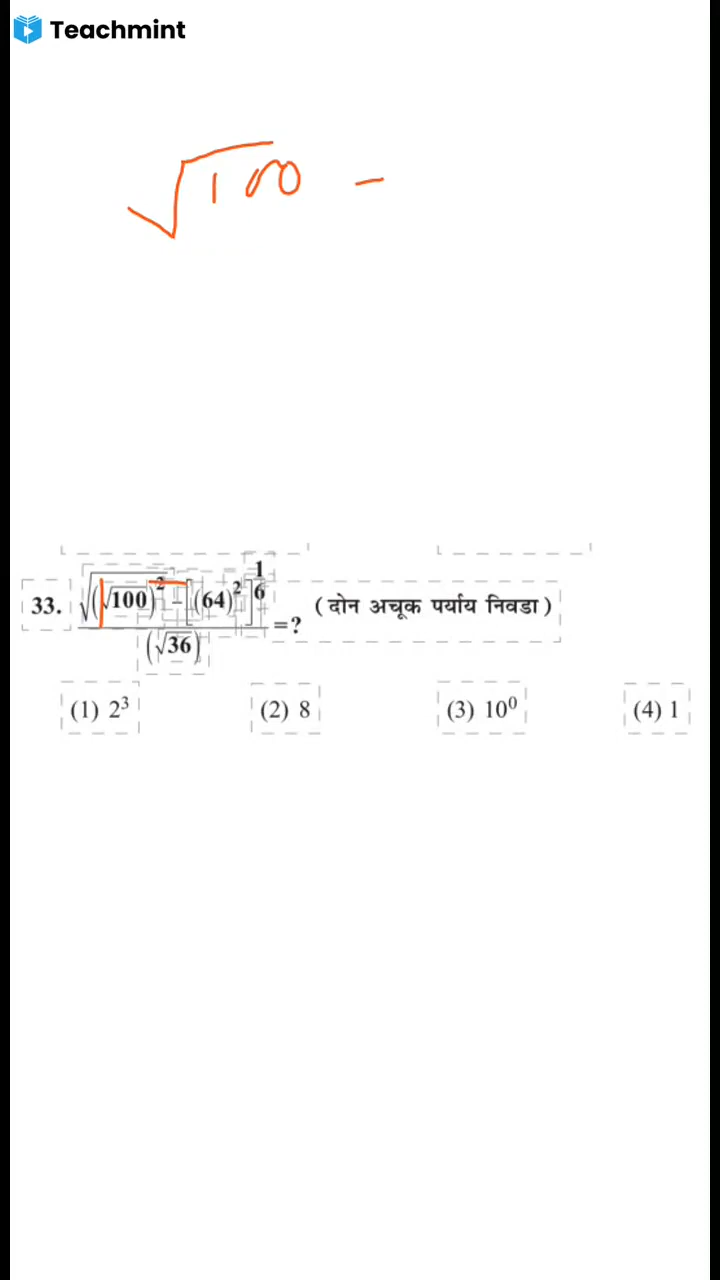 Teachmint
√100 –
33. √(√100)² – [(64)²]^1/6 / (√36) = ? (दोन अचूक पर्याय निवडा)
(1) 2³ (2) 8 (3) 10⁰ (4) 1